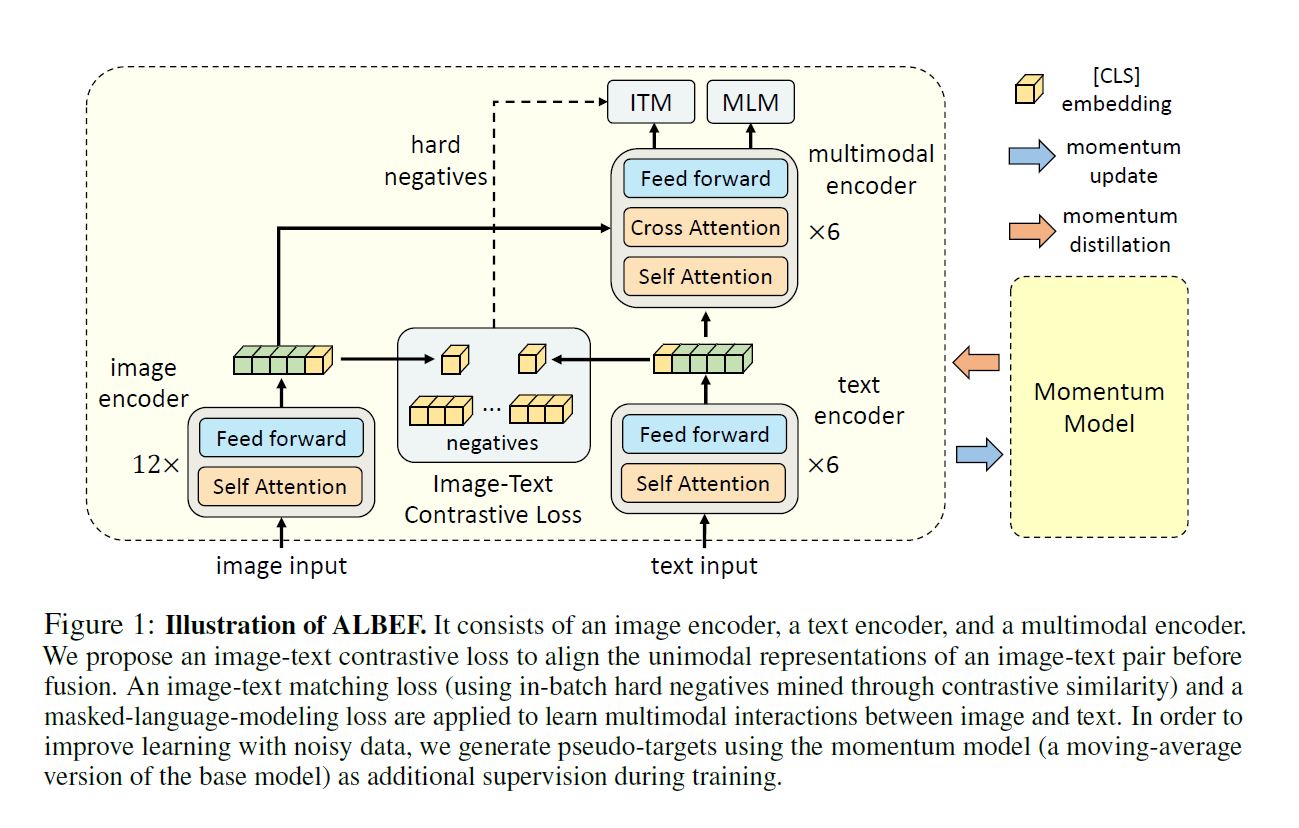 ITM
MLM
[CLS]
embedding
hard
negatives
multimodal
encoder
momentum
update
Feed forward
Cross Attention
×6
momentum
distillation
Self Attention
image
encoder
text
encoder
Momentum
Model
...
negatives
Feed forward
Feed forward
12×
Self Attention
Self Attention
×6
Image-Text
Contrastive Loss
image input
text input
Figure 1: Illustration of ALBEF. It consists of an image encoder, a text encoder, and a multimodal encoder.
We propose an image-text contrastive loss to align the unimodal representations of an image-text pair before
fusion. An image-text matching loss (using in-batch hard negatives mined through contrastive similarity) and a
masked-language-modeling loss are applied to learn multimodal interactions between image and text. In order to
improve learning with noisy data, we generate pseudo-targets using the momentum model (a moving-average
version of the base model) as additional supervision during training.